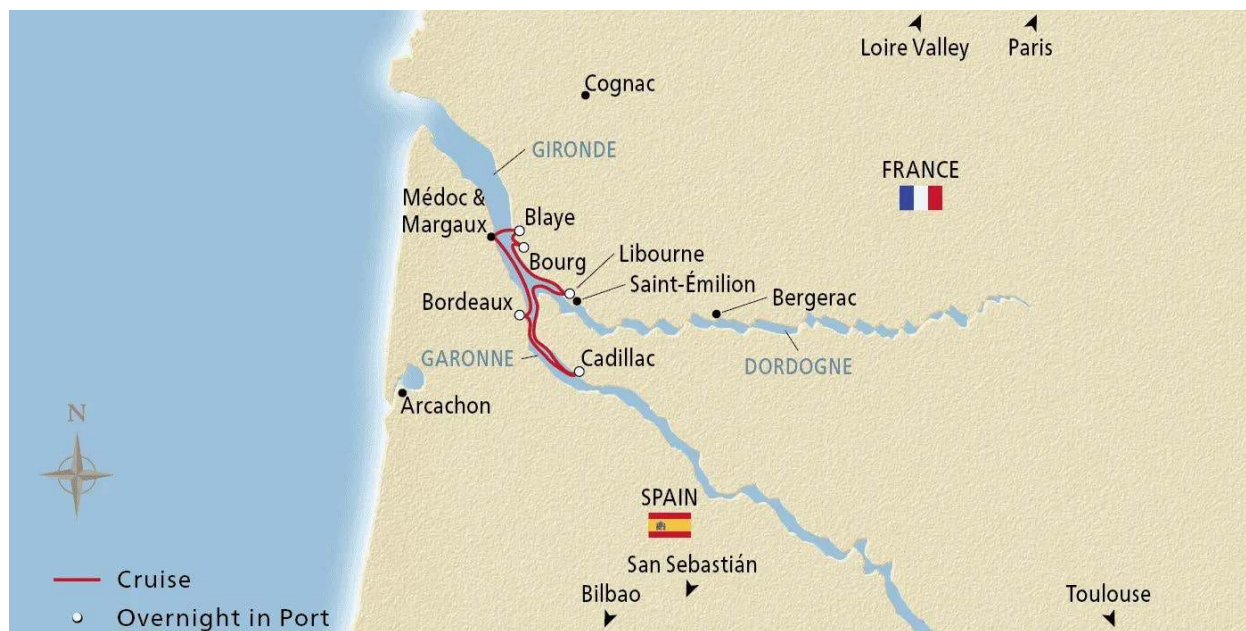 Loire Valley
Paris
Cognac
GIRONDE
FRANCE
Médoc &
Margaux
Blaye
Bourg
Libourne
Saint-Émilion
Bordeaux
Bergerac
GARONNE
Cadillac
DORDOGNE
Arcachon
N
SPAIN
San Sebastián
Cruise
Bilbao
Toulouse
Overnight in Port